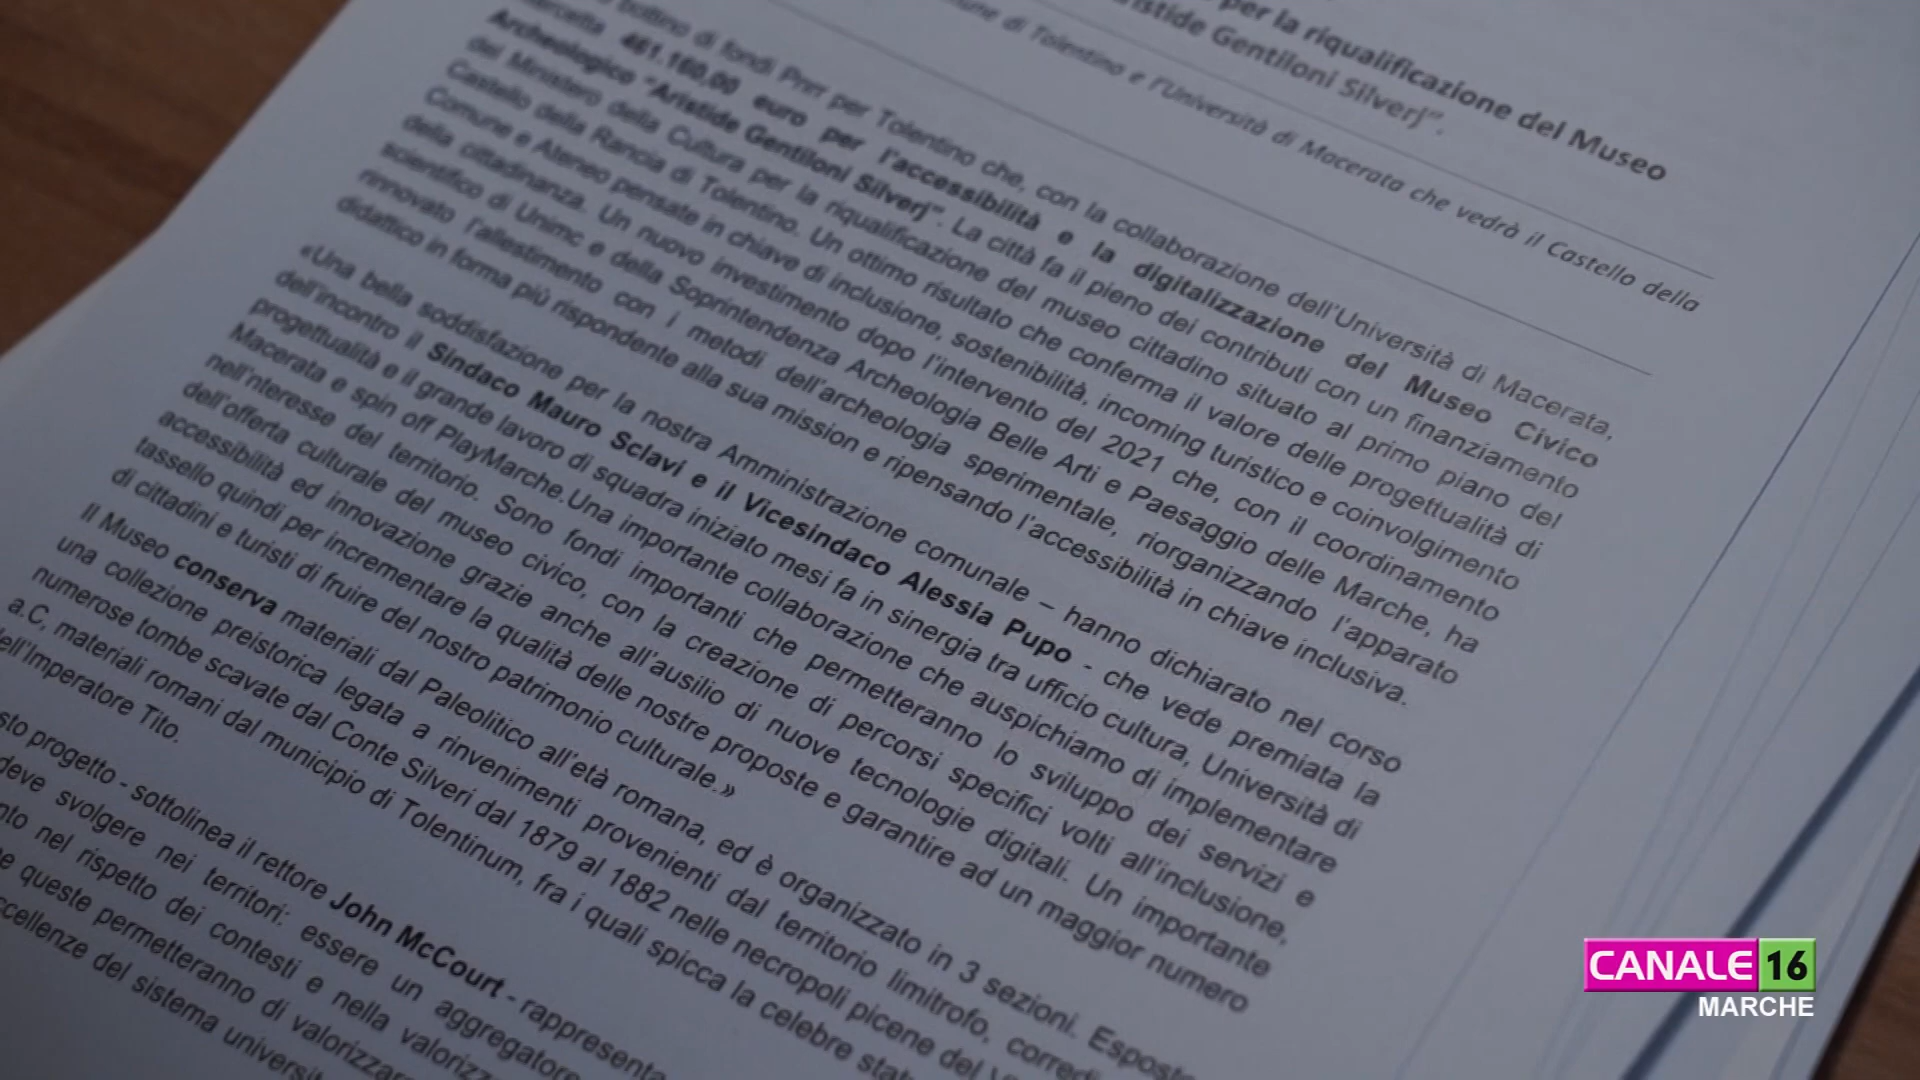 per la riqualificazione del Museo
Aristide Gentiloni Silverj".
Comune di Tolentino e l'Università di Macerata che vedrà il Castello della
bottino di fondi Pnrr per Tolentino che, con la collaborazione dell'Università di Macerata,
461.160,00 euro per l'accessibilità e la digitalizzazione del Museo Civico
Archeologico "Aristide Gentiloni Silverj". La città fa il pieno dei contributi con un finanziamento
del Ministero della Cultura per la riqualificazione del museo cittadino situato al primo piano del
Castello della Rancia di Tolentino. Un ottimo risultato che conferma il valore delle progettualità di
Comune e Ateneo pensate in chiave di inclusione, sostenibilità, incoming turistico e coinvolgimento
della cittadinanza. Un nuovo investimento dopo l'intervento del 2021 che, con il coordinamento
scientifico di Unimc e della Soprintendenza Archeologia Belle Arti e Paesaggio delle Marche, ha
rinnovato l'allestimento con i metodi dell'archeologia sperimentale, riorganizzando l'apparato
didattico in forma più rispondente alla sua mission e ripensando l'accessibilità in chiave inclusiva.
«Una bella soddisfazione per la nostra Amministrazione comunale – hanno dichiarato nel corso
dell'incontro il Sindaco Mauro Sclavi e il Vicesindaco Alessia Pupo - che vede premiata la
progettualità e il grande lavoro di squadra iniziato mesi fa in sinergia tra ufficio cultura, Università di
Macerata e spin off PlayMarche.Una importante collaborazione che auspichiamo di implementare
nell'nteresse del territorio. Sono fondi importanti che permetteranno lo sviluppo dei servizi e
dell'offerta culturale del museo civico, con la creazione di percorsi specifici volti all'inclusione,
accessibilità ed innovazione grazie anche all'ausilio di nuove tecnologie digitali. Un importante
tassello quindi per incrementare la qualità delle nostre proposte e garantire ad un maggior numero
di cittadini e turisti di fruire del nostro patrimonio culturale.»
Il Museo conserva materiali dal Paleolitico all'età romana, ed è organizzato in 3 sezioni. Esposte
una collezione preistorica legata a rinvenimenti provenienti dal territorio limitrofo, corredi
numerose tombe scavate dal Conte Silveri dal 1879 al 1882 nelle necropoli picene del
a.C, materiali romani dal municipio di Tolentinum, fra i quali spicca la celebre
dell'Imperatore Tito.
progetto - sottolinea il rettore John McCourt - rappresenta
deve svolgere nei territori: essere un aggregatore
nel rispetto dei contesti e nella
queste permetteranno di
del sistema
CANALE 16
MARCHE